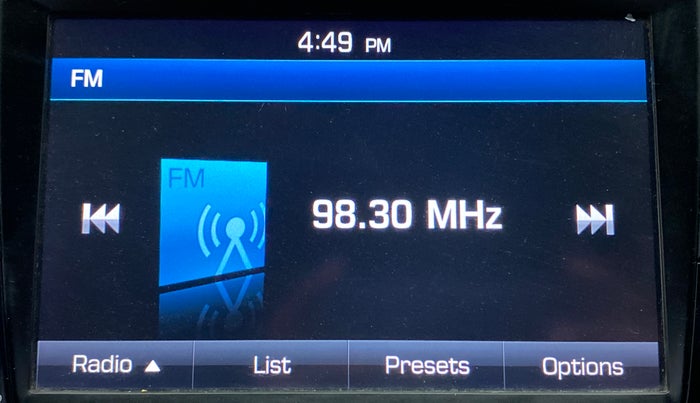 4:49 PM
FM
FM
98.30 MHz
Radio ▲ List Presets Options